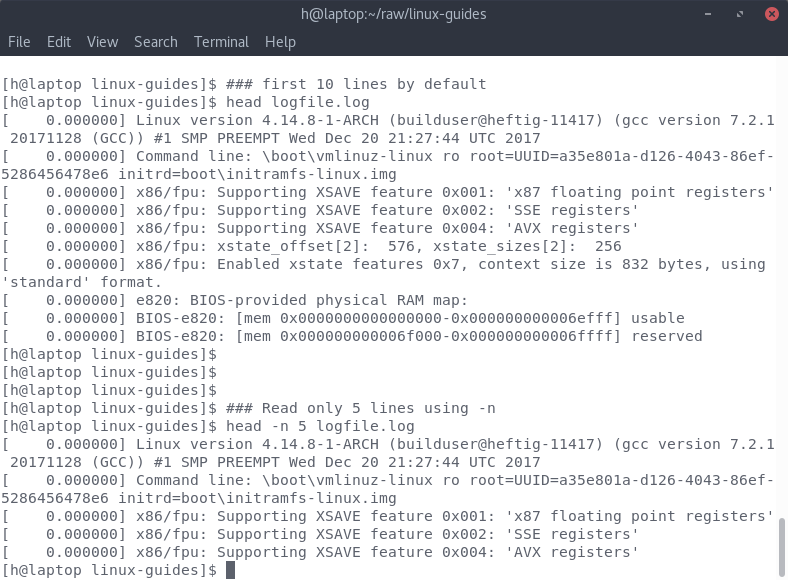 h@laptop:~/raw/linux-guides
File Edit View Search Terminal Help
[h@laptop linux-guides]$ ### first 10 lines by default
[h@laptop linux-guides]$ head logfile.log
[    0.000000] Linux version 4.14.8-1-ARCH (builduser@heftig-11417) (gcc version 7.2.1
 20171128 (GCC)) #1 SMP PREEMPT Wed Dec 20 21:27:44 UTC 2017
[    0.000000] Command line: \boot\vmlinuz-linux ro root=UUID=a35e801a-d126-4043-86ef-
5286456478e6 initrd=boot\initramfs-linux.img
[    0.000000] x86/fpu: Supporting XSAVE feature 0x001: 'x87 floating point registers'
[    0.000000] x86/fpu: Supporting XSAVE feature 0x002: 'SSE registers'
[    0.000000] x86/fpu: Supporting XSAVE feature 0x004: 'AVX registers'
[    0.000000] x86/fpu: xstate_offset[2]:  576, xstate_sizes[2]:  256
[    0.000000] x86/fpu: Enabled xstate features 0x7, context size is 832 bytes, using
'standard' format.
[    0.000000] e820: BIOS-provided physical RAM map:
[    0.000000] BIOS-e820: [mem 0x0000000000000000-0x000000000006efff] usable
[    0.000000] BIOS-e820: [mem 0x000000000006f000-0x000000000006ffff] reserved
[h@laptop linux-guides]$
[h@laptop linux-guides]$
[h@laptop linux-guides]$
[h@laptop linux-guides]$ ### Read only 5 lines using -n
[h@laptop linux-guides]$ head -n 5 logfile.log
[    0.000000] Linux version 4.14.8-1-ARCH (builduser@heftig-11417) (gcc version 7.2.1
 20171128 (GCC)) #1 SMP PREEMPT Wed Dec 20 21:27:44 UTC 2017
[    0.000000] Command line: \boot\vmlinuz-linux ro root=UUID=a35e801a-d126-4043-86ef-
5286456478e6 initrd=boot\initramfs-linux.img
[    0.000000] x86/fpu: Supporting XSAVE feature 0x001: 'x87 floating point registers'
[    0.000000] x86/fpu: Supporting XSAVE feature 0x002: 'SSE registers'
[    0.000000] x86/fpu: Supporting XSAVE feature 0x004: 'AVX registers'
[h@laptop linux-guides]$